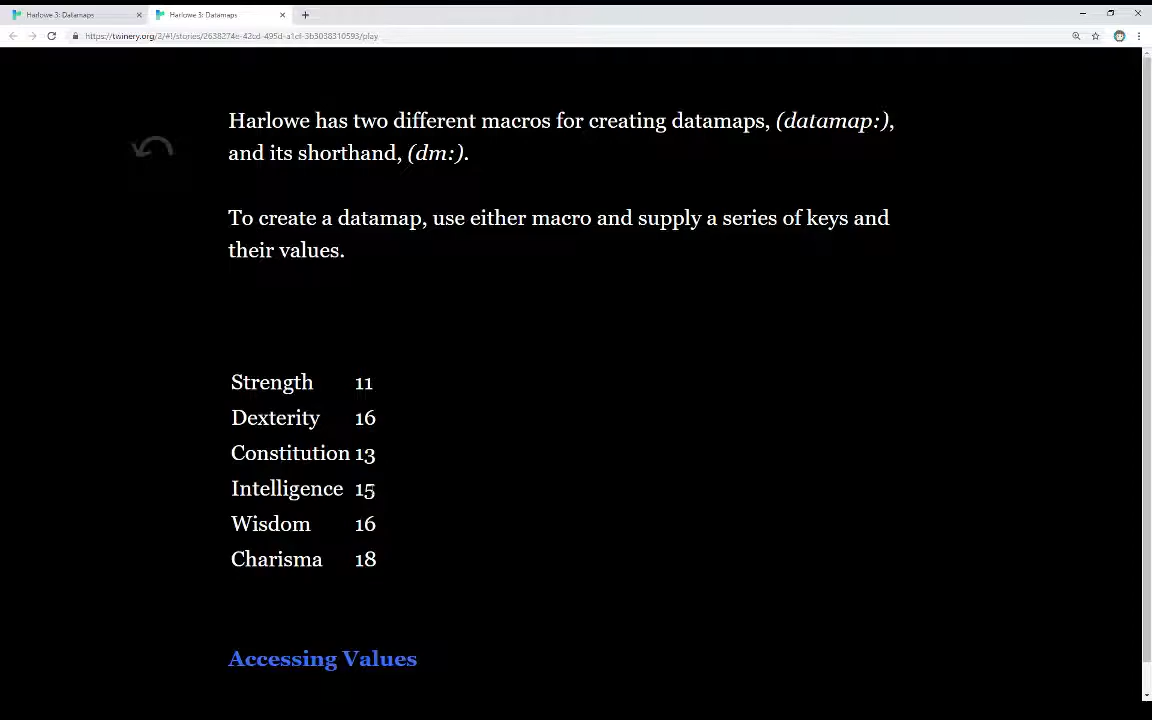 Harlowe 3: Datamaps
Harlowe 3: Datamaps
Harlowe has two different macros for creating datamaps, (datamap:),
and its shorthand, (dm:).
To create a datamap, use either macro and supply a series of keys and
their values.
Strength 11
Dexterity 16
Constitution 13
Intelligence 15
Wisdom 16
Charisma 18
Accessing Values